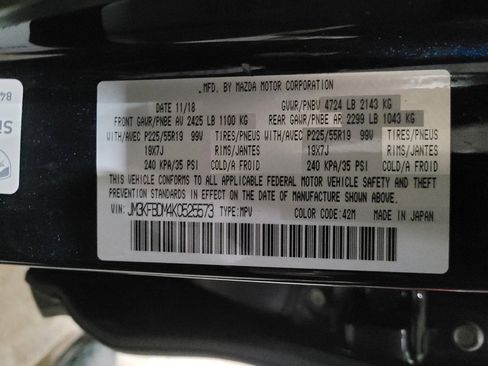 MFD. BY MAZDA MOTOR CORPORATION
DATE 11/18 GVWR/PNBV 4724 LB 2143 KG
FRONT GAWR/PNBE AV 2425 LB 1100 KG REAR GAWR/PNBE AR 2299 LB 1043 KG
WITH/AVEC P225/55R19 99W TIRES/PNEUS WITH/AVEC P225/55R19 99W TIRES/PNEUS
19X7J RIMS/JANTES 19X7J RIMS/JANTES
240 KPA/35 PSI COLD/A FROID 240 KPA/35 PSI COLD/A FROID
THIS VEHICLE CONFORMS TO ALL APPLICABLE FEDERAL MOTOR VEHICLE SAFETY AND THEFT
PREVENTION STANDARDS IN EFFECT ON THE DATE OF MANUFACTURE SHOWN ABOVE.
VIN: JM3KFBDM4K0525573 TYPE:MPV COLOR CODE:42M MADE IN JAPAN
Si
84